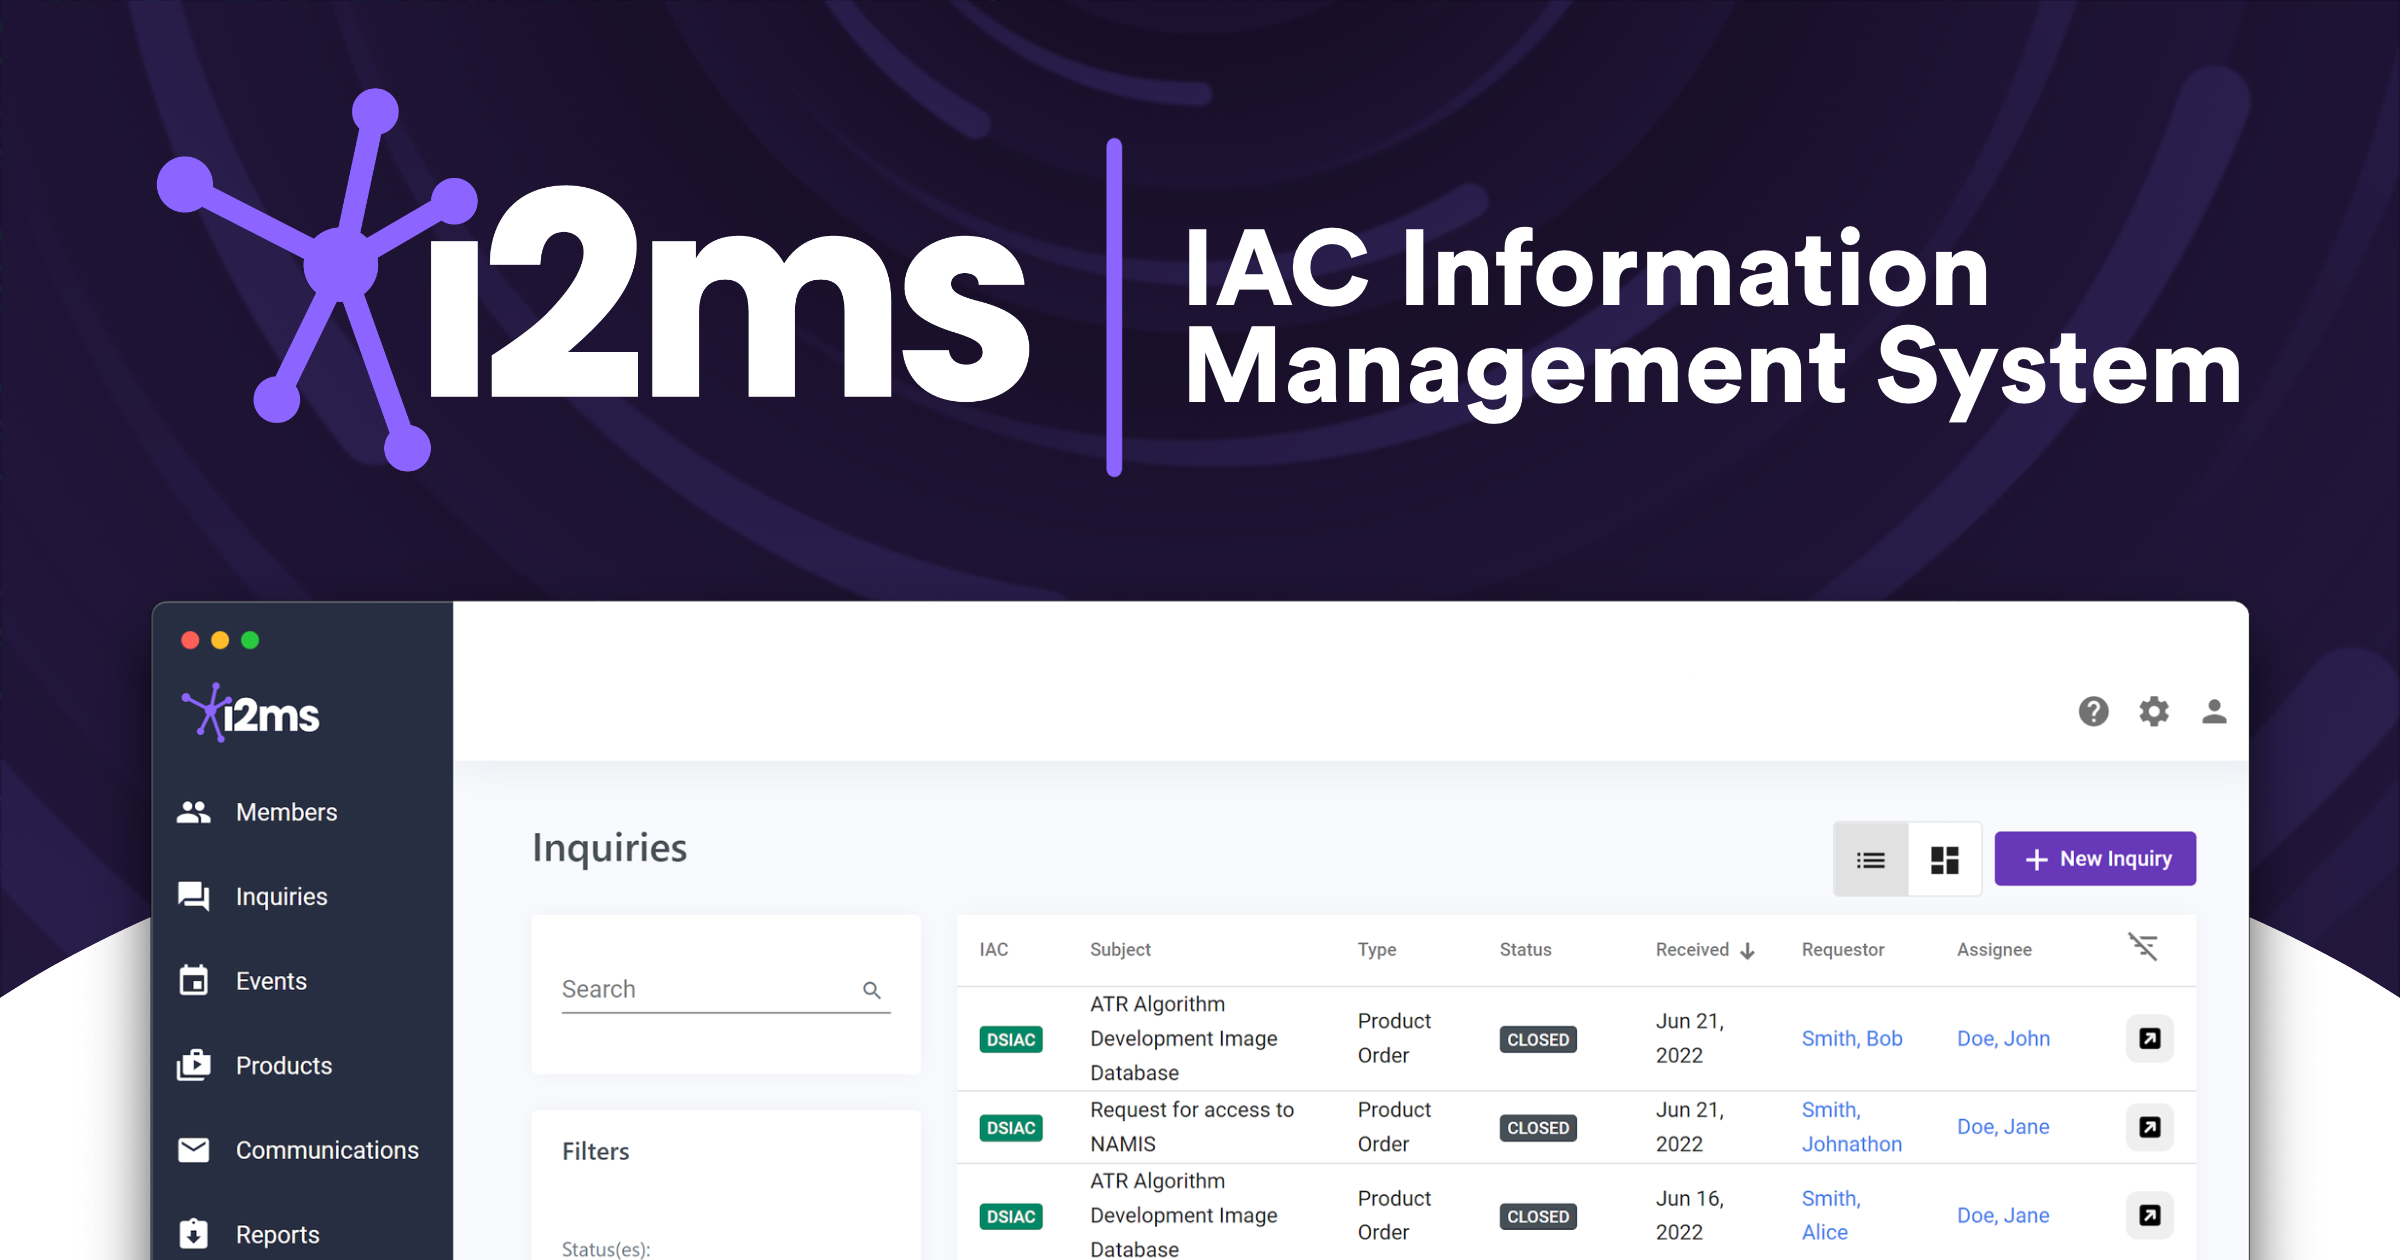 i2ms
IAC Information
Management System
i2ms
Members
Inquiries
Events
Products
Communications
Reports
Inquiries
New Inquiry
Search
Filters
Status(es):
IAC Subject Type Status Received Requestor Assignee
DSIAC
ATR Algorithm
Development Image
Database
Product
Order
CLOSED
Jun 21,
2022
Smith, Bob
Doe, John
DSIAC
Request for access to
NAMIS
Product
Order
CLOSED
Jun 21,
2022
Smith,
Johnathon
Doe, Jane
DSIAC
ATR Algorithm
Development Image
Database
Product
Order
CLOSED
Jun 16,
2022
Smith,
Alice
Doe, Jane